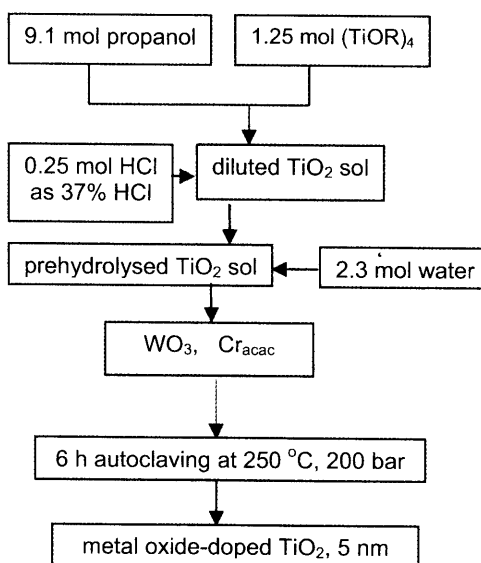 9.1 mol propanol
1.25 mol (TiOR)4
0.25 mol HCl
as 37% HCl
diluted TiO2 sol
prehydrolysed TiO2 sol
2.3 mol water
WO3, Cracac
6 h autoclaving at 250 °C, 200 bar
metal oxide-doped TiO2, 5 nm